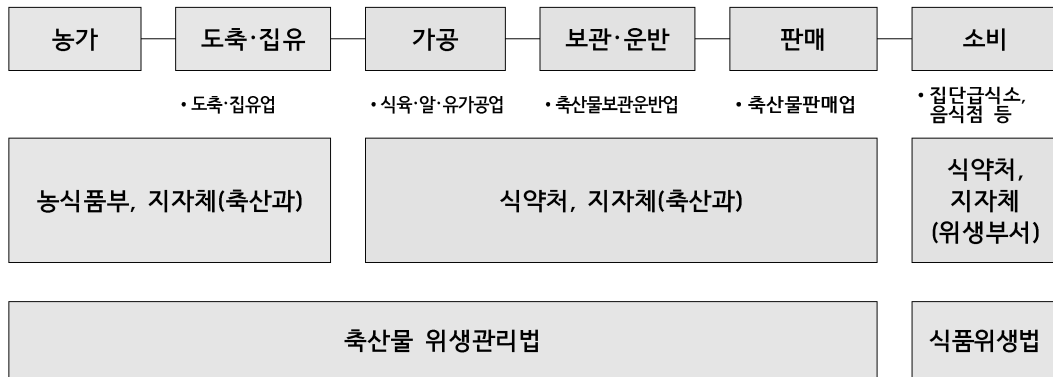 농가 도축·집유 가공 보관·운반 판매 소비
• 도축·집유업 • 식육·알·유가공업 • 축산물보관운반업 • 축산물판매업 • 집단급식소,
음식점 등
농식품부, 지자체(축산과) 식약처, 지자체(축산과) 식약처,
지자체
(위생부서)
축산물 위생관리법 식품위생법